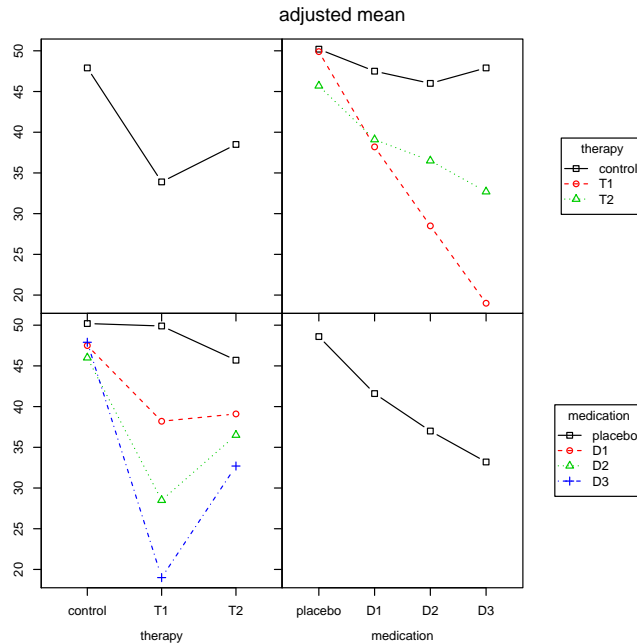 adjusted mean
50
45
40
35
30
25
20
therapy
control
T1
T2
50
45
40
35
30
25
20
medication
placebo
D1
D2
D3
control T1 T2
placebo D1 D2 D3
therapy
medication